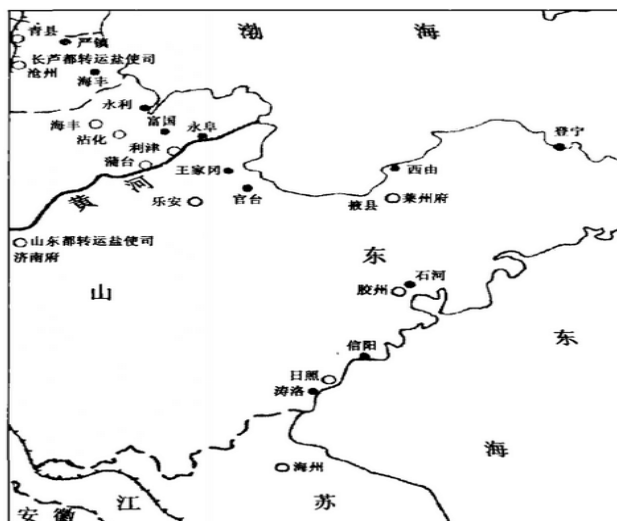 渤海
青县
严镇
长芦都转运盐使司
沧州
海丰
永利
海丰
富国
永阜
沾化
利津
蒲台
登宁
王家冈
西由
黄河
乐安
官台
掖县
莱州府
山东都转运盐使司
济南府
山东
石河
胶州
信阳
东海
日照
涛洛
海州
江苏
安徽